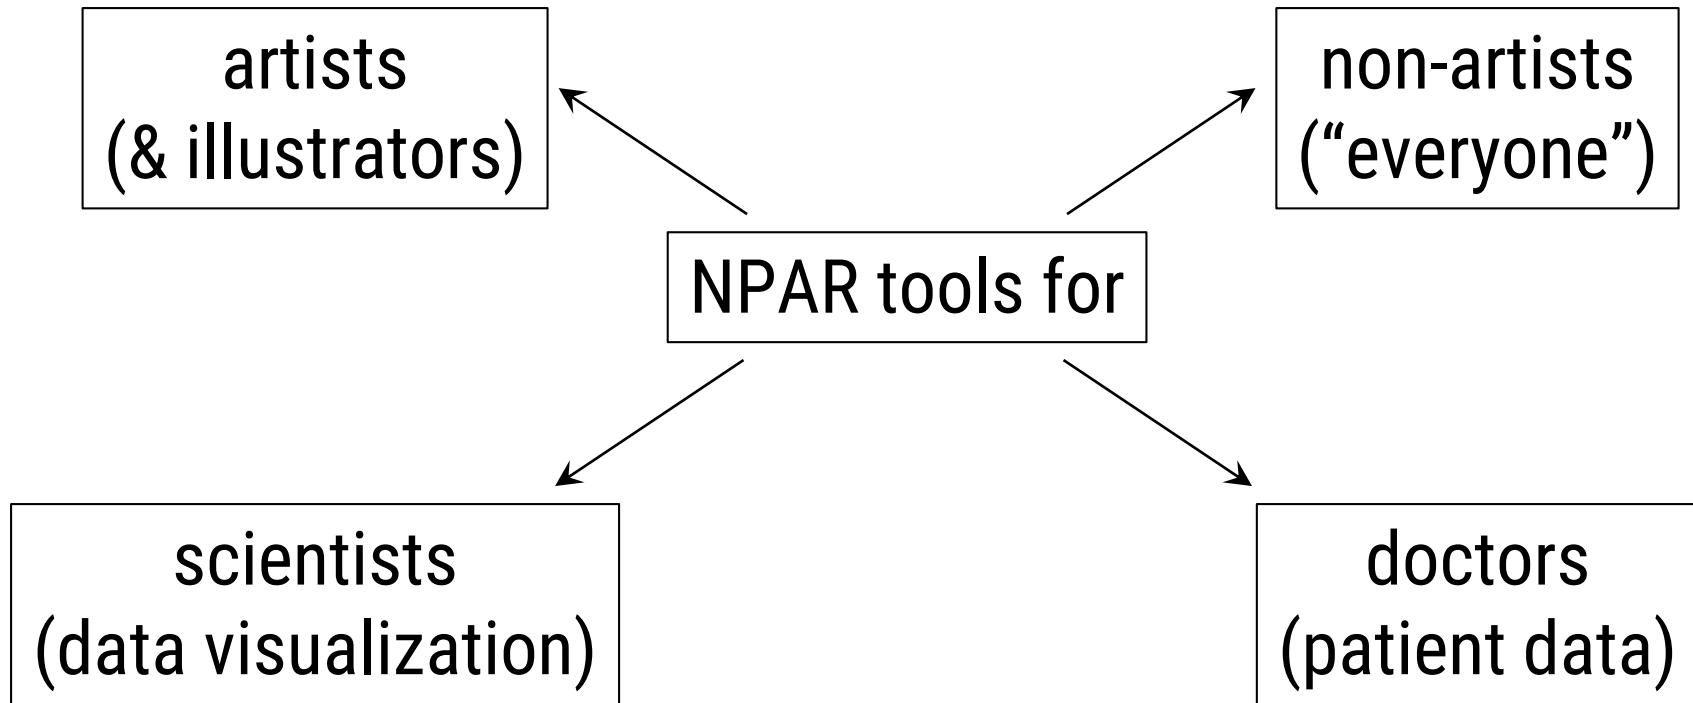 artists
(& illustrators)
non-artists
(“everyone”)
NPAR tools for
scientists
(data visualization)
doctors
(patient data)